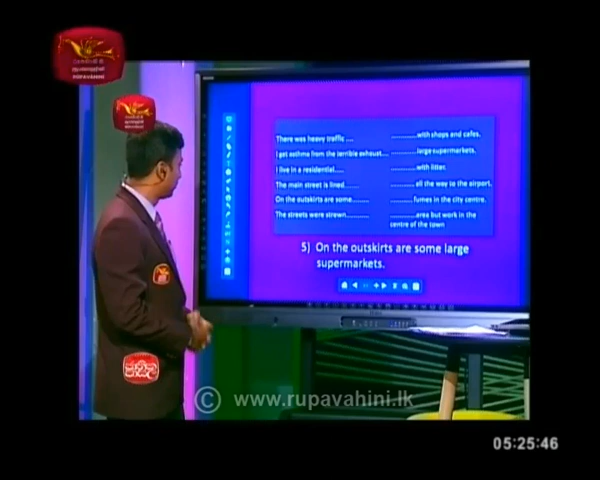 RUPAVAHINI
There was heavy traffic ....
I get asthma from the terrible exhaust....
I live in a residential.....
The main street is lined......
On the outskirts are some.........
The streets were strewn...........
.............with shops and cafes.
.............large supermarkets.
.............with litter.
............all the way to the airport.
............ fumes in the city centre.
............area but work in the
centre of the town
5) On the outskirts are some large
supermarkets.
© www.rupavahini.lk
05:25:46